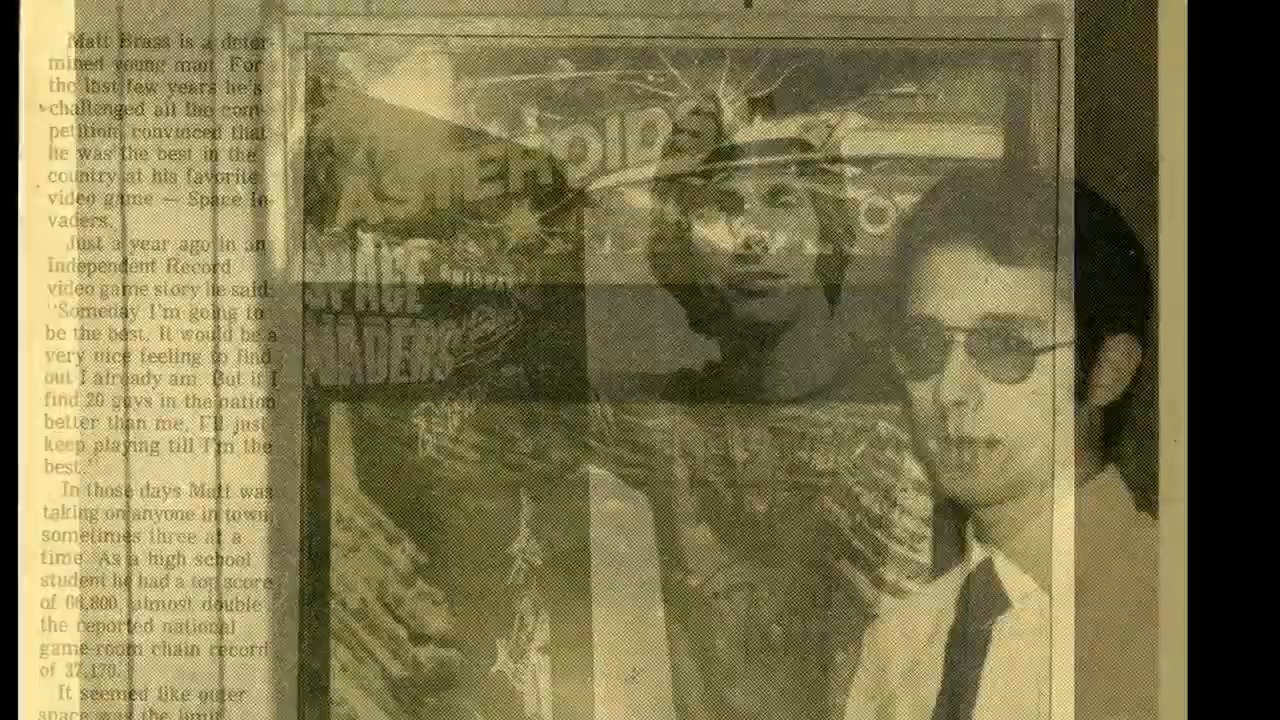 Matt Brass is a deter-
mined young man. For
the last few years he's
challenged all the com-
petition, convinced that
he was the best in the
country at his favorite
video game — Space In-
vaders.
Just a year ago in an
Independent Record
video game story he said:
"Someday I'm going to
be the best. It would be a
very nice feeling to find
out I already am. But if I
find 20 guys in the nation
better than me, I'll just
keep playing till I'm the
best."
In those days Matt was
taking on anyone in town,
sometimes three at a
time. As a high school
student he had a top score
of 66,800, almost double
the reported national
game-room chain record
of 37,170.
It seemed like outer
space was the limit
SPACE